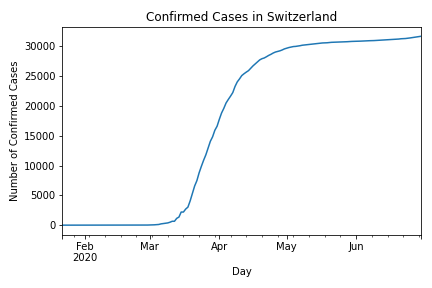 Confirmed Cases in Switzerland
Number of Confirmed Cases
30000
25000
20000
15000
10000
5000
0
Feb
2020
Mar
Apr
May
Jun
Day